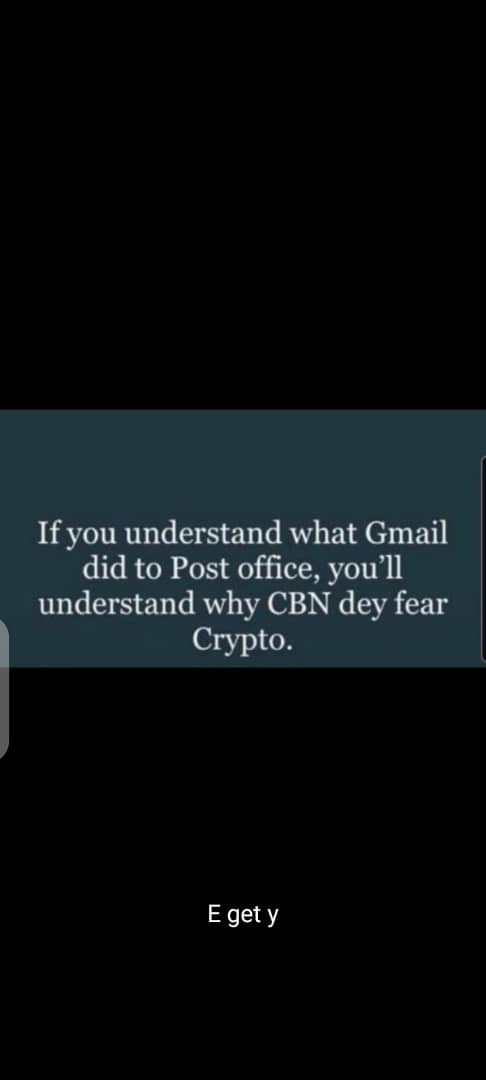 If you understand what Gmail
did to Post office, you’ll
understand why CBN dey fear
Crypto.
E get y